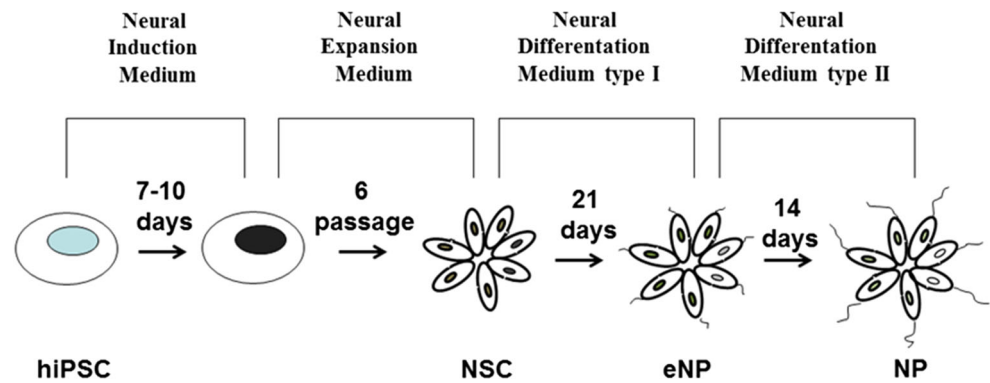 Neural
Induction
Medium
Neural
Expansion
Medium
Neural
Differentation
Medium type I
Neural
Differentation
Medium type II
7-10
days
6
passage
21
days
14
days
hiPSC
NSC
eNP
NP